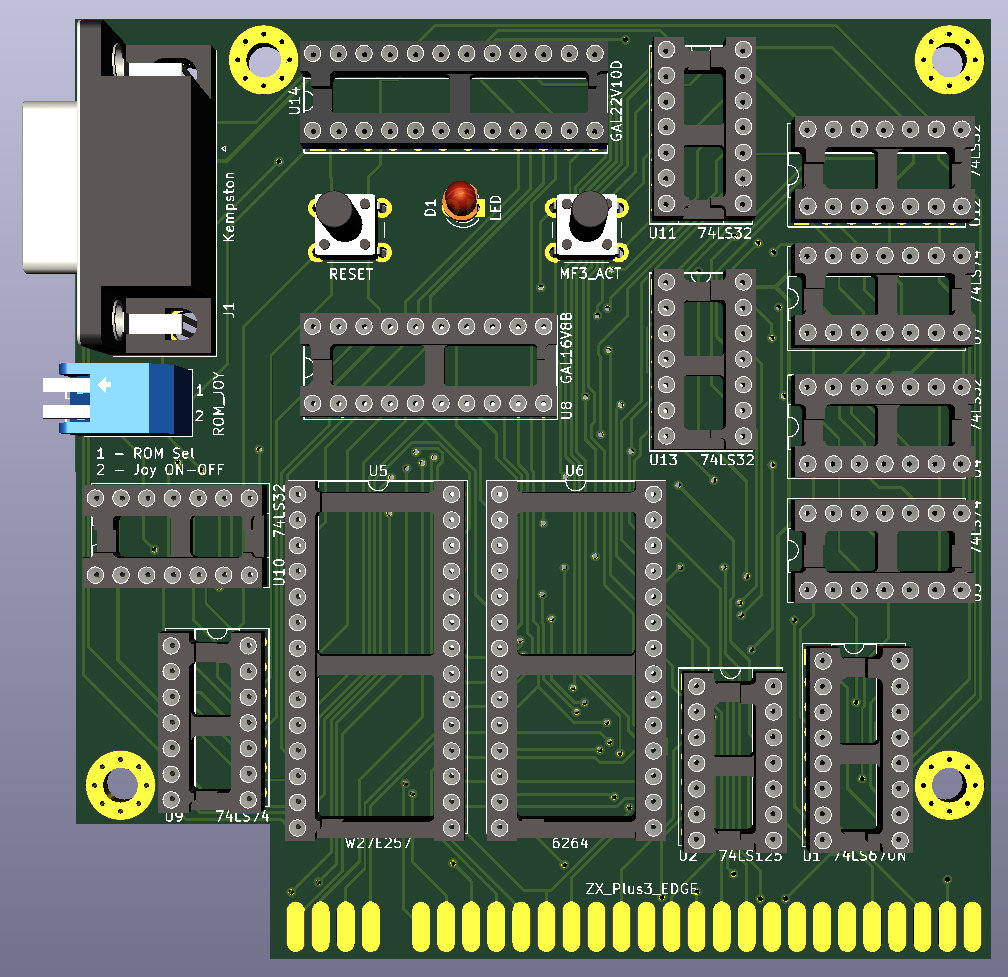 U14
GAL22V10D
U11
74LS32
74LS32
U12
Kempston
J1
RESET
D1
LED
MF3_ACT
74LS74
U7
GAL16V8B
U8
U13
74LS32
74LS32
U4
1
2
ROM_JOY
1 - ROM Sel
2 - Joy ON-OFF
U5
U6
74LS32
U10
74LS74
U9
74LS74
W27E257
6264
U2
74LS125
U1
74LS670N
ZX_Plus3_EDGE